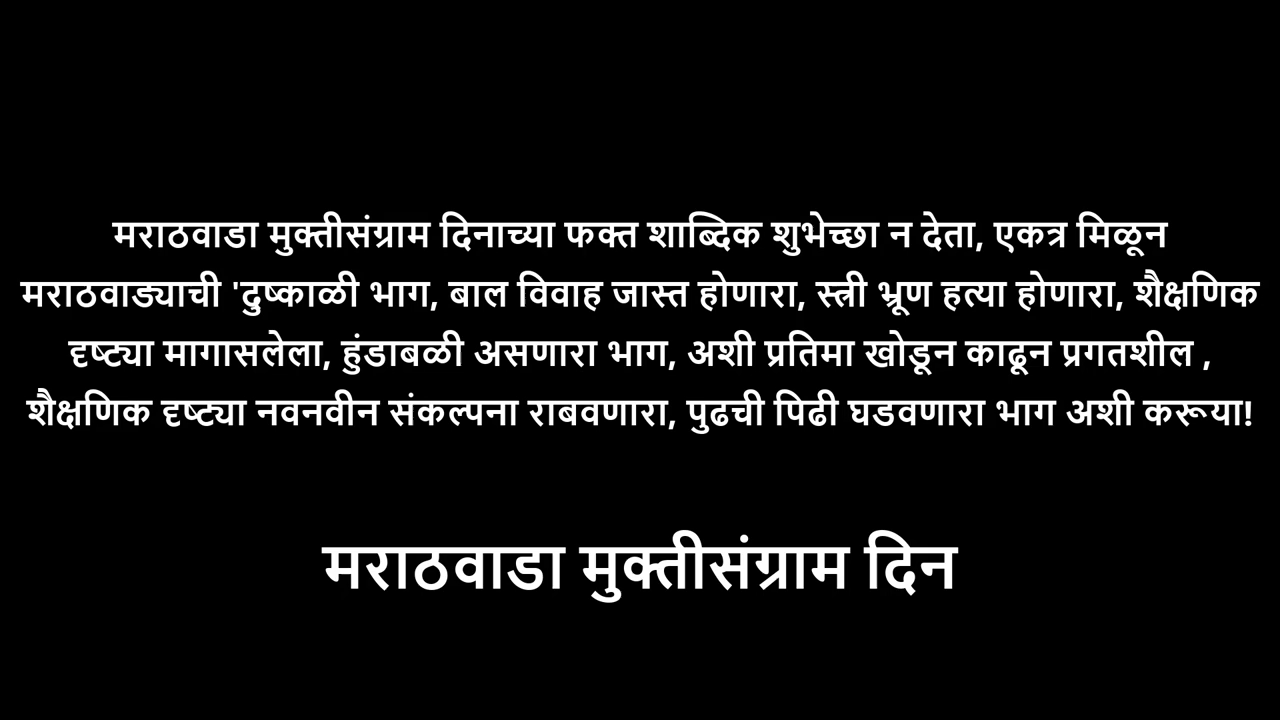 मराठवाडा मुक्तीसंग्राम दिनाच्या फक्त शाब्दिक शुभेच्छा न देता, एकत्र मिळून
मराठवाड्याची 'दुष्काळी भाग, बाल विवाह जास्त होणारा, स्त्री भ्रूण हत्या होणारा, शैक्षणिक
दृष्ट्या मागासलेला, हुंडाबळी असणारा भाग, अशी प्रतिमा खोडून काढून प्रगतशील ,
शैक्षणिक दृष्ट्या नवनवीन संकल्पना राबवणारा, पुढची पिढी घडवणारा भाग अशी करूया!
मराठवाडा मुक्तीसंग्राम दिन